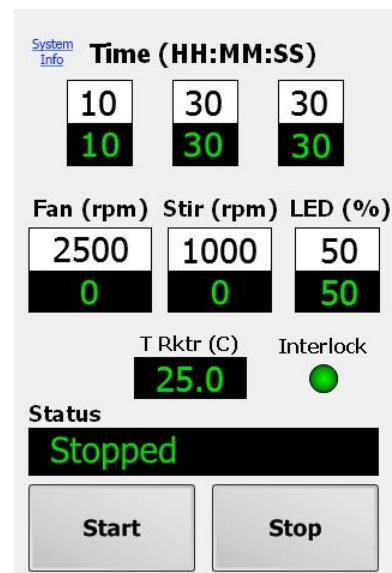 System
Info
Time (HH:MM:SS)
10 30 30
10 30 30
Fan (rpm) Stir (rpm) LED (%)
2500 1000 50
0 0 50
T Rktr (C) Interlock
25.0
Status
Stopped
Start Stop